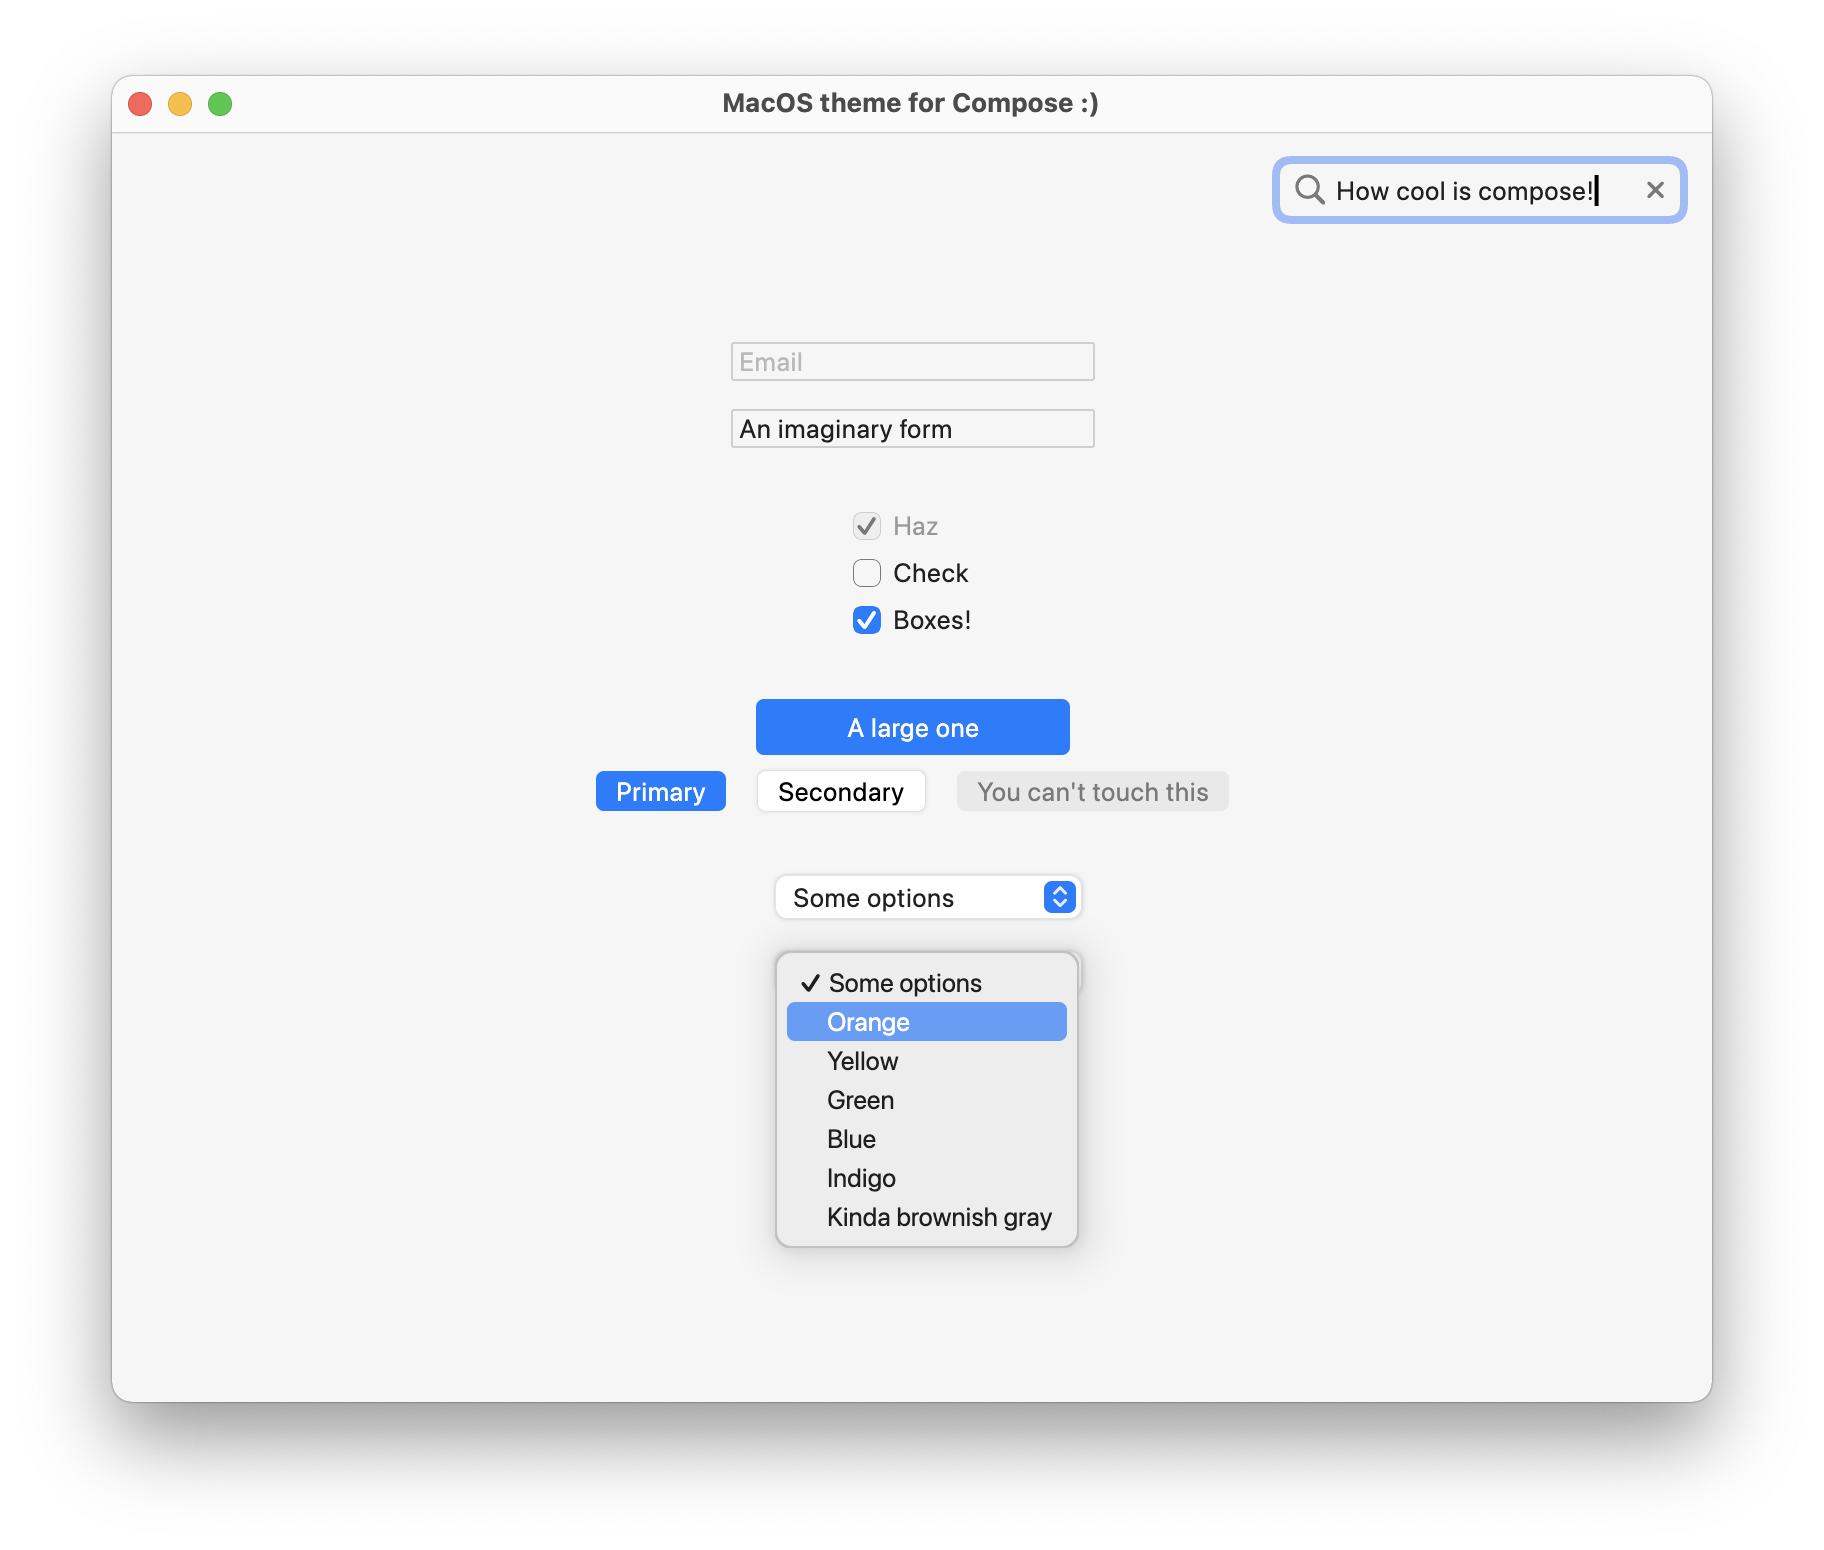 MacOS theme for Compose :)
How cool is compose!
Email
An imaginary form
Haz
Check
Boxes!
A large one
Primary Secondary You can't touch this
Some options
Some options
Orange
Yellow
Green
Blue
Indigo
Kinda brownish gray